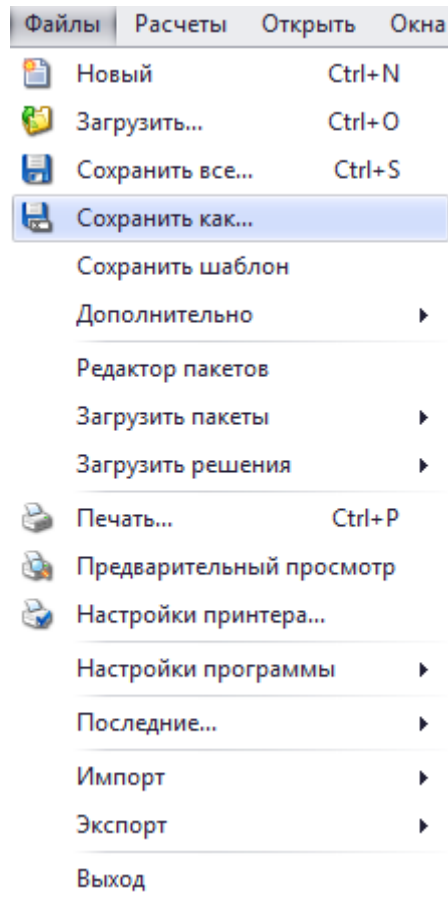 Файлы Расчеты Открыть Окна
Новый Ctrl+N
Загрузить... Ctrl+O
Сохранить все... Ctrl+S
Сохранить как...
Сохранить шаблон
Дополнительно
Редактор пакетов
Загрузить пакеты
Загрузить решения
Печать... Ctrl+P
Предварительный просмотр
Настройки принтера...
Настройки программы
Последние...
Импорт
Экспорт
Выход